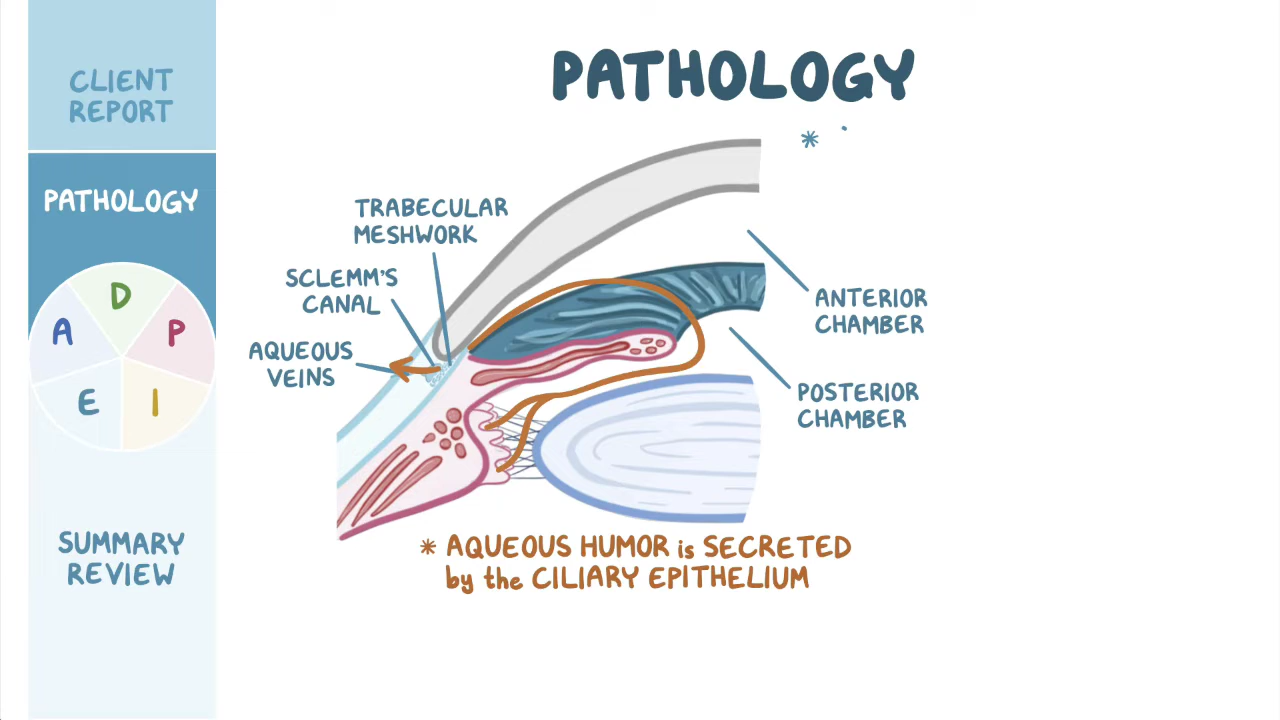 CLIENT
REPORT
PATHOLOGY
D
A
P
E
I
SUMMARY
REVIEW
PATHOLOGY
*
TRABECULAR
MESHWORK
SCLEMM'S
CANAL
AQUEOUS
VEINS
ANTERIOR
CHAMBER
POSTERIOR
CHAMBER
* AQUEOUS HUMOR is SECRETED
by the CILIARY EPITHELIUM